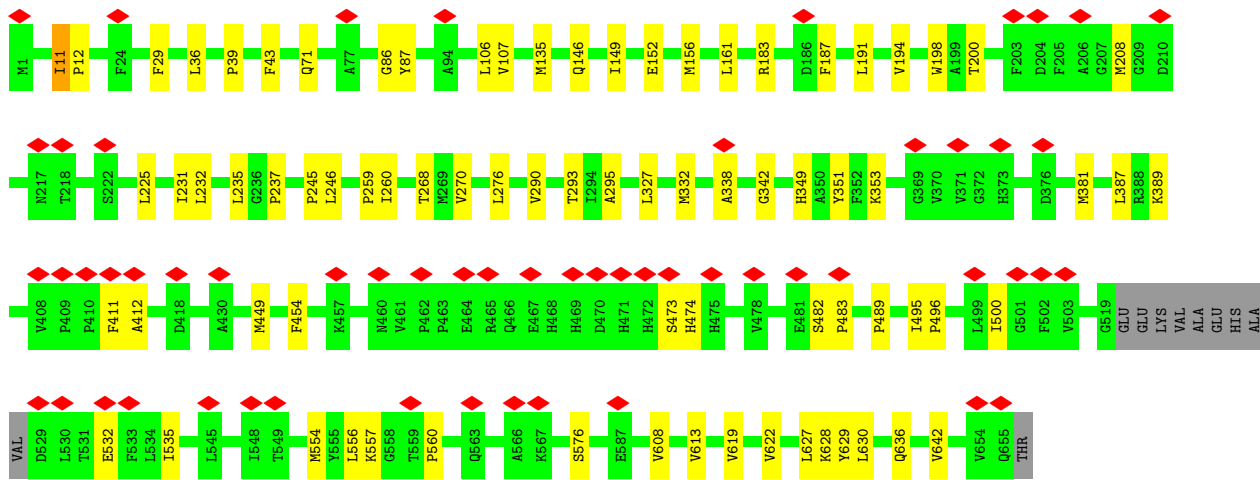 M1 I11 P12 F24 F29 L36 P39 F43 Q71 A77 G86 Y87 A94 L106 V107 M135 Q146 I149 E152 M156 L161 R183 D186 F187 L191 V194 W198 A199 T200 F203 D204 F205 A206 G207 M208 G209 D210
N217 T218 S222 L225 I231 L232 L235 G236 P237 P245 L246 P259 I260 T268 M269 V270 L276 V290 T293 I294 A295 L327 M332 A338 G342 H349 A350 Y351 F352 K353 G369 V370 V371 G372 H373 D376 M381 L387 R388 K389
V408 P409 P410 F411 A412 D418 A430 M449 F454 K457 N460 V461 P462 P463 E464 R465 Q466 E467 H468 H469 D470 H471 H472 S473 H474 H475 V478 E481 S482 P483 P489 I495 P496 L499 I500 G501 F502 V503 G519 GLU GLU LYS VAL ALA GLU HIS ALA
VAL D529 L530 T531 E532 F533 L534 I535 L545 I548 T549 M554 Y555 L556 K557 G558 T559 P560 Q563 A566 K567 S576 E587 V608 V613 V619 V622 L627 K628 Y629 L630 Q636 V642 V654 Q655 THR